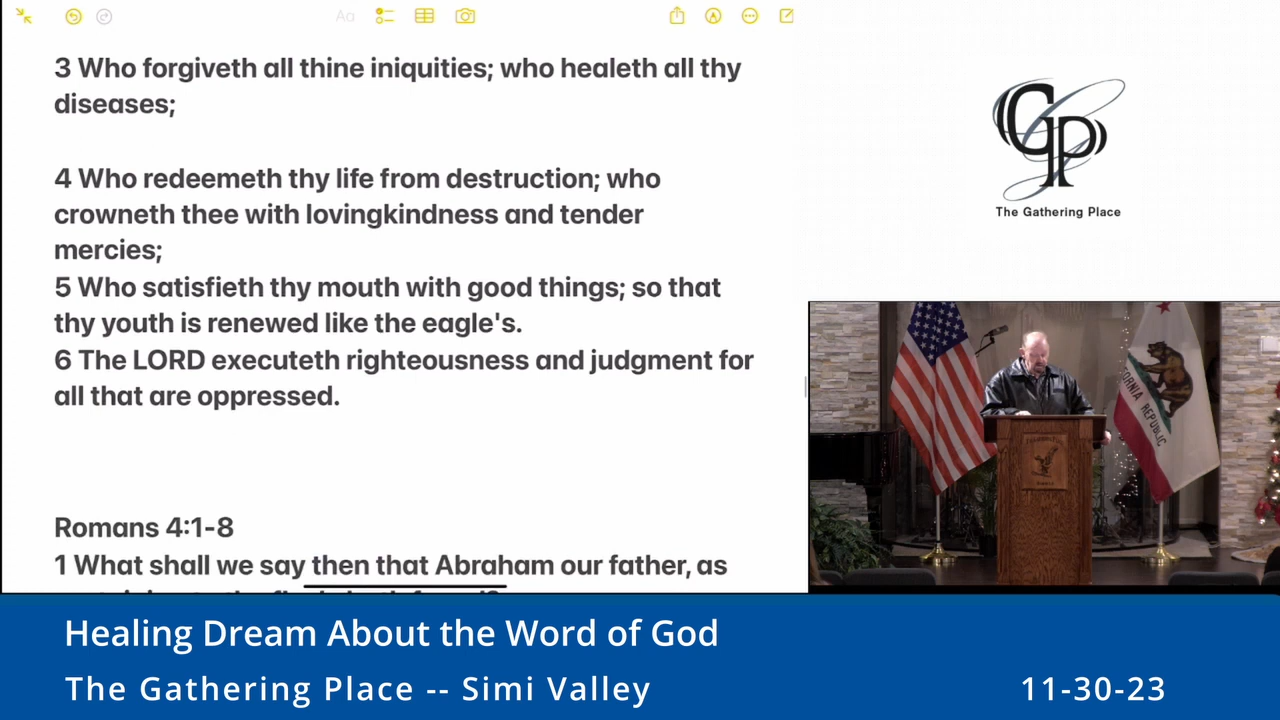 Aa
3 Who forgiveth all thine iniquities; who healeth all thy
diseases;
4 Who redeemeth thy life from destruction; who
crowneth thee with lovingkindness and tender
mercies;
5 Who satisfieth thy mouth with good things; so that
thy youth is renewed like the eagle's.
6 The LORD executeth righteousness and judgment for
all that are oppressed.
Romans 4:1-8
1 What shall we say then that Abraham our father, as
GP
The Gathering Place
CALIFORNIA REPUBLIC
Healing Dream About the Word of God
The Gathering Place -- Simi Valley
11-30-23